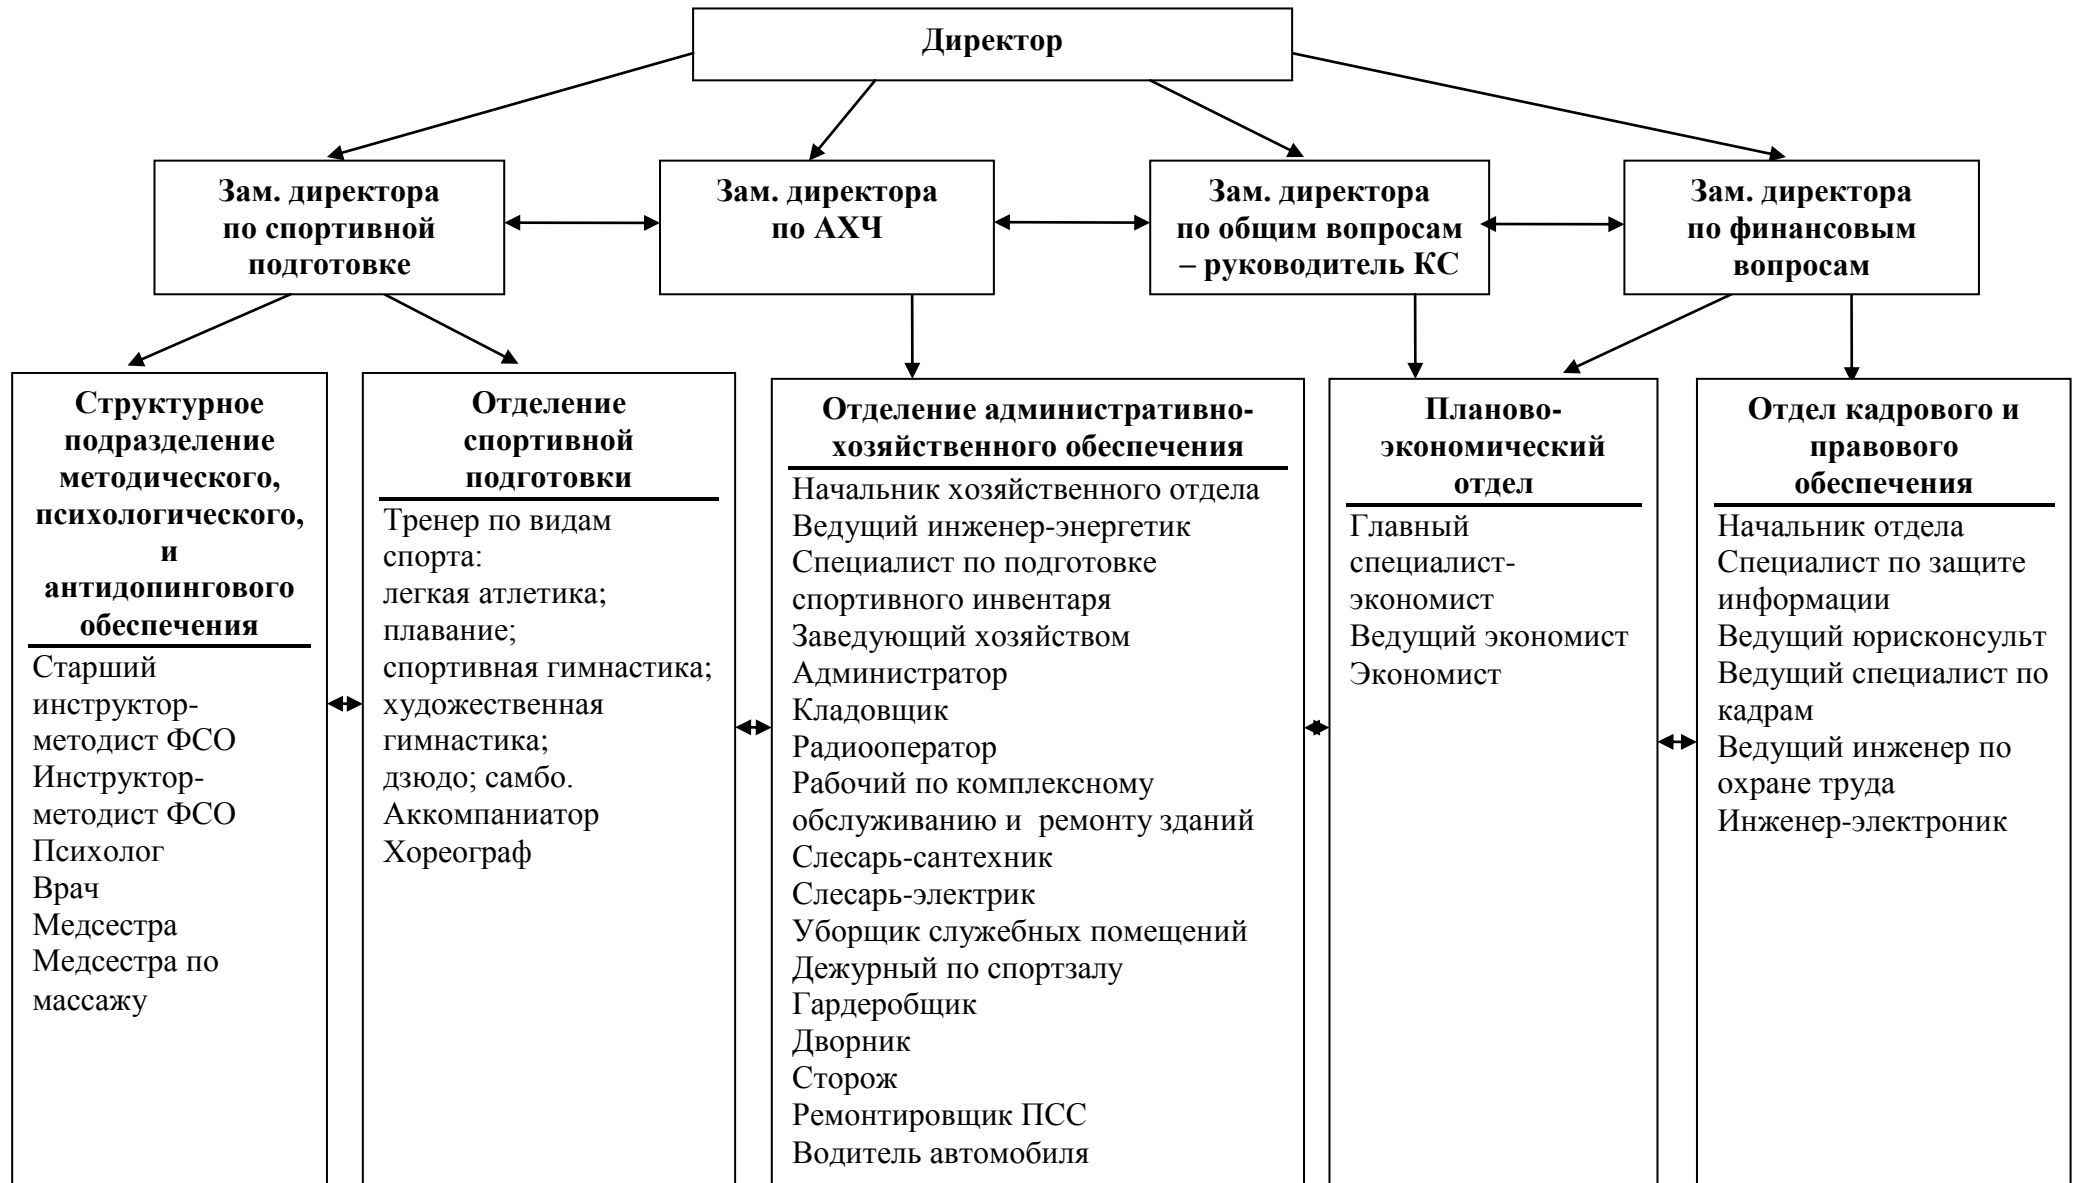 Директор
Зам. директора
по спортивной
подготовке
Зам. директора
по АХЧ
Зам. директора
по общим вопросам
– руководитель КС
Зам. директора
по финансовым
вопросам
Структурное
подразделение
методического,
психологического,
и
антидопингового
обеспечения
Старший
инструктор-
методист ФСО
Инструктор-
методист ФСО
Психолог
Врач
Медсестра
Медсестра по
массажу
Отделение
спортивной
подготовки
Тренер по видам
спорта:
легкая атлетика;
плавание;
спортивная гимнастика;
художественная
гимнастика;
дзюдо; самбо.
Аккомпаниатор
Хореограф
Отделение административно-
хозяйственного обеспечения
Начальник хозяйственного отдела
Ведущий инженер-энергетик
Специалист по подготовке
спортивного инвентаря
Заведующий хозяйством
Администратор
Кладовщик
Радиооператор
Рабочий по комплексному
обслуживанию и  ремонту зданий
Слесарь-сантехник
Слесарь-электрик
Уборщик служебных помещений
Дежурный по спортзалу
Гардеробщик
Дворник
Сторож
Ремонтировщик ПСС
Водитель автомобиля
Планово-
экономический
отдел
Главный
специалист-
экономист
Ведущий экономист
Экономист
Отдел кадрового и
правового
обеспечения
Начальник отдела
Специалист по защите
информации
Ведущий юрисконсульт
Ведущий специалист по
кадрам
Ведущий инженер по
охране труда
Инженер-электроник